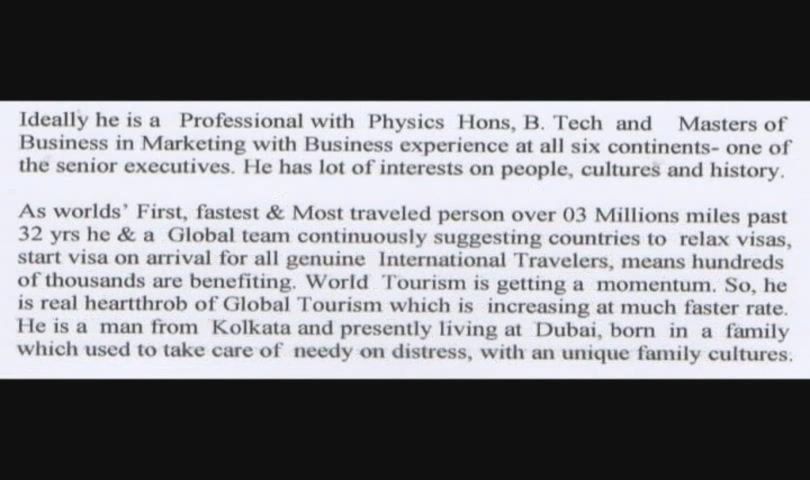 Ideally he is a Professional with Physics Hons, B. Tech and Masters of
Business in Marketing with Business experience at all six continents- one of
the senior executives. He has lot of interests on people, cultures and history.
As worlds' First, fastest & Most traveled person over 03 Millions miles past
32 yrs he & a Global team continuously suggesting countries to relax visas,
start visa on arrival for all genuine International Travelers, means hundreds
of thousands are benefiting. World Tourism is getting a momentum. So, he
is real heartthrob of Global Tourism which is increasing at much faster rate.
He is a man from Kolkata and presently living at Dubai, born in a family
which used to take care of needy on distress, with an unique family cultures.